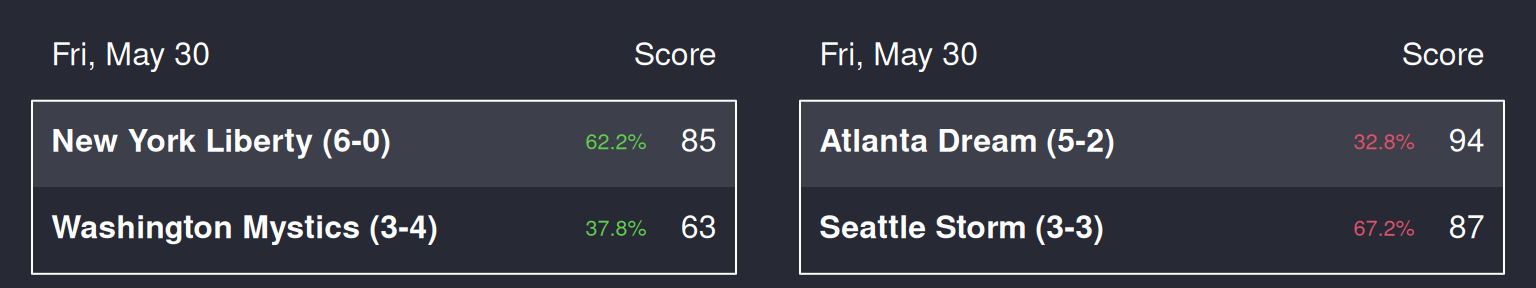 Fri, May 30 Score
New York Liberty (6-0) 62.2% 85
Washington Mystics (3-4) 37.8% 63
Fri, May 30 Score
Atlanta Dream (5-2) 32.8% 94
Seattle Storm (3-3) 67.2% 87